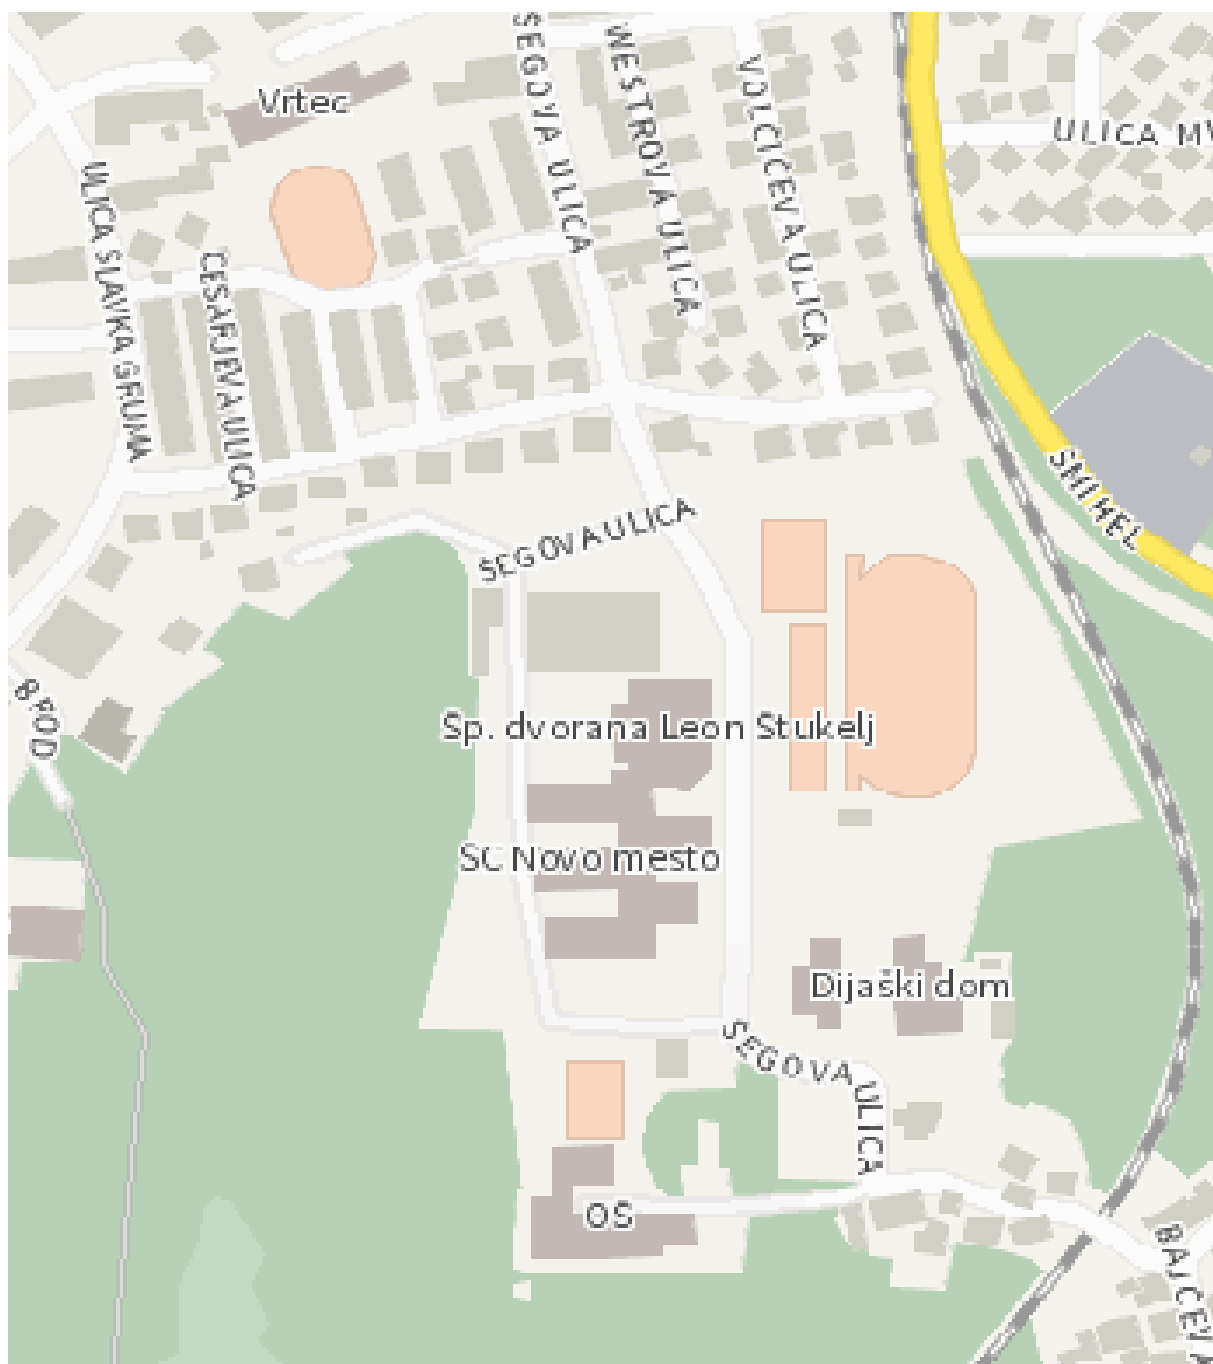 Vrtec
ŠEGOVA ULICA
WESTROVA ULICA
VOLČIČEVA ULICA
ULICA MV
ULICA SLAVKA GRUMA
CESARJEVA ULICA
ŠMIHEL
ŠEGOVA ULICA
BROD
Šp. dvorana Leon Štukelj
ŠC Novo mesto
Dijaški dom
ŠEGOVA ULICA
OŠ
BAJČEVA